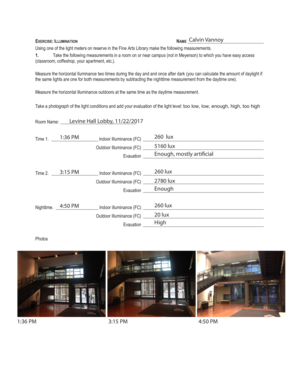 EXERCISE: ILLUMINATION NAME Calvin Vannoy
Using one of the light meters on reserve in the Fine Arts Library make the following measurements.
1. Take the following measurements in a room on or near campus (not in Meyerson) to which you have easy access
(classroom, coffeeshop, your apartment, etc.).
Measure the horizontal illuminance two times during the day and and once after dark (you can calculate the amount of daylight if
the same lights are one for both measurements by subtracting the nighttime measurement from the daytime one).
Measure the horizontal illuminance outdoors at the same time as the daytime measurement.
Take a photograph of the light conditions and add your evaluation of the light level: too low, low, enough, high, too high
Room Name: Levine Hall Lobby, 11/22/2017
Time 1. 1:36 PM Indoor Illuminance (FC) 260 lux
Outdoor Illuminance (FC) 5160 lux
Evauation Enough, mostly artificial
Time 2. 3:15 PM Indoor Illuminance (FC) 260 lux
Outdoor Illuminance (FC) 2780 lux
Evauation Enough
Nighttime. 4:50 PM Indoor Illuminance (FC) 260 lux
Outdoor Illuminance (FC) 20 lux
Evauation High
Photos
1:36 PM 3:15 PM 4:50 PM